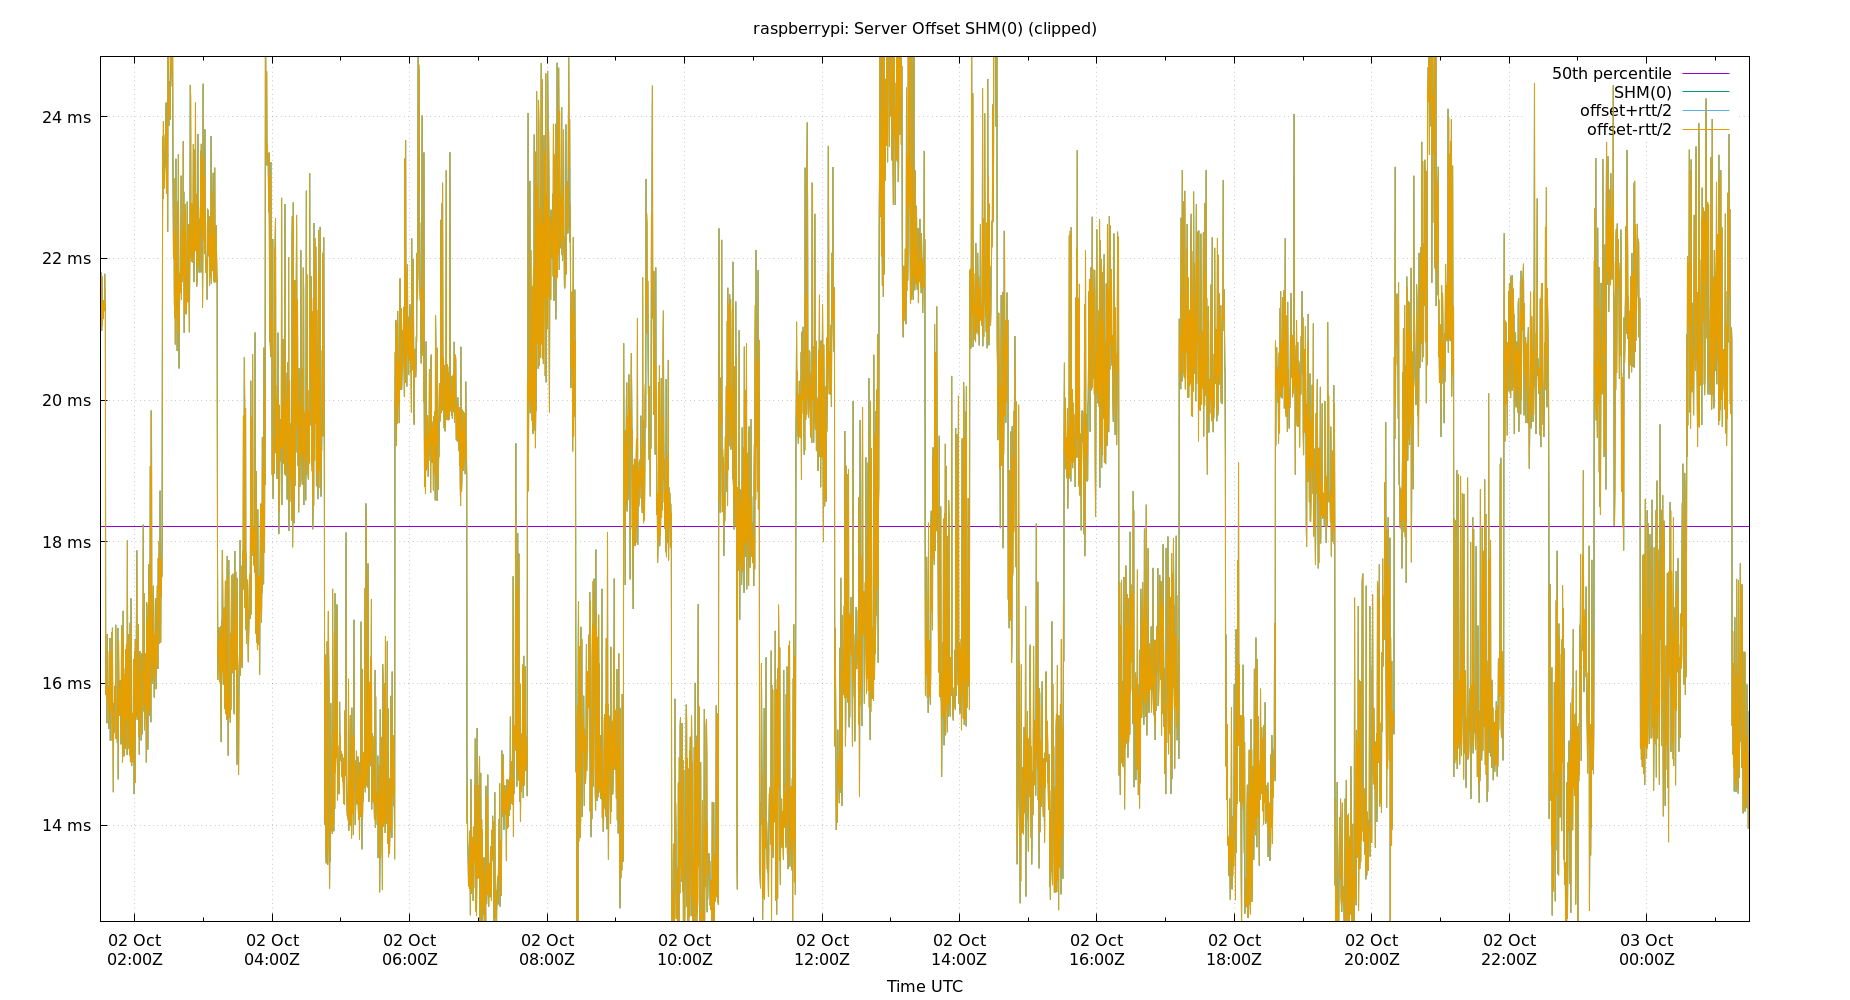 raspberrypi: Server Offset SHM(0) (clipped)
50th percentile
SHM(0)
offset+rtt/2
offset-rtt/2
24 ms
22 ms
20 ms
18 ms
16 ms
14 ms
02 Oct 02 Oct 02 Oct 02 Oct 02 Oct 02 Oct 02 Oct 02 Oct 02 Oct 02 Oct 02 Oct 03 Oct
02:00Z 04:00Z 06:00Z 08:00Z 10:00Z 12:00Z 14:00Z 16:00Z 18:00Z 20:00Z 22:00Z 00:00Z
Time UTC